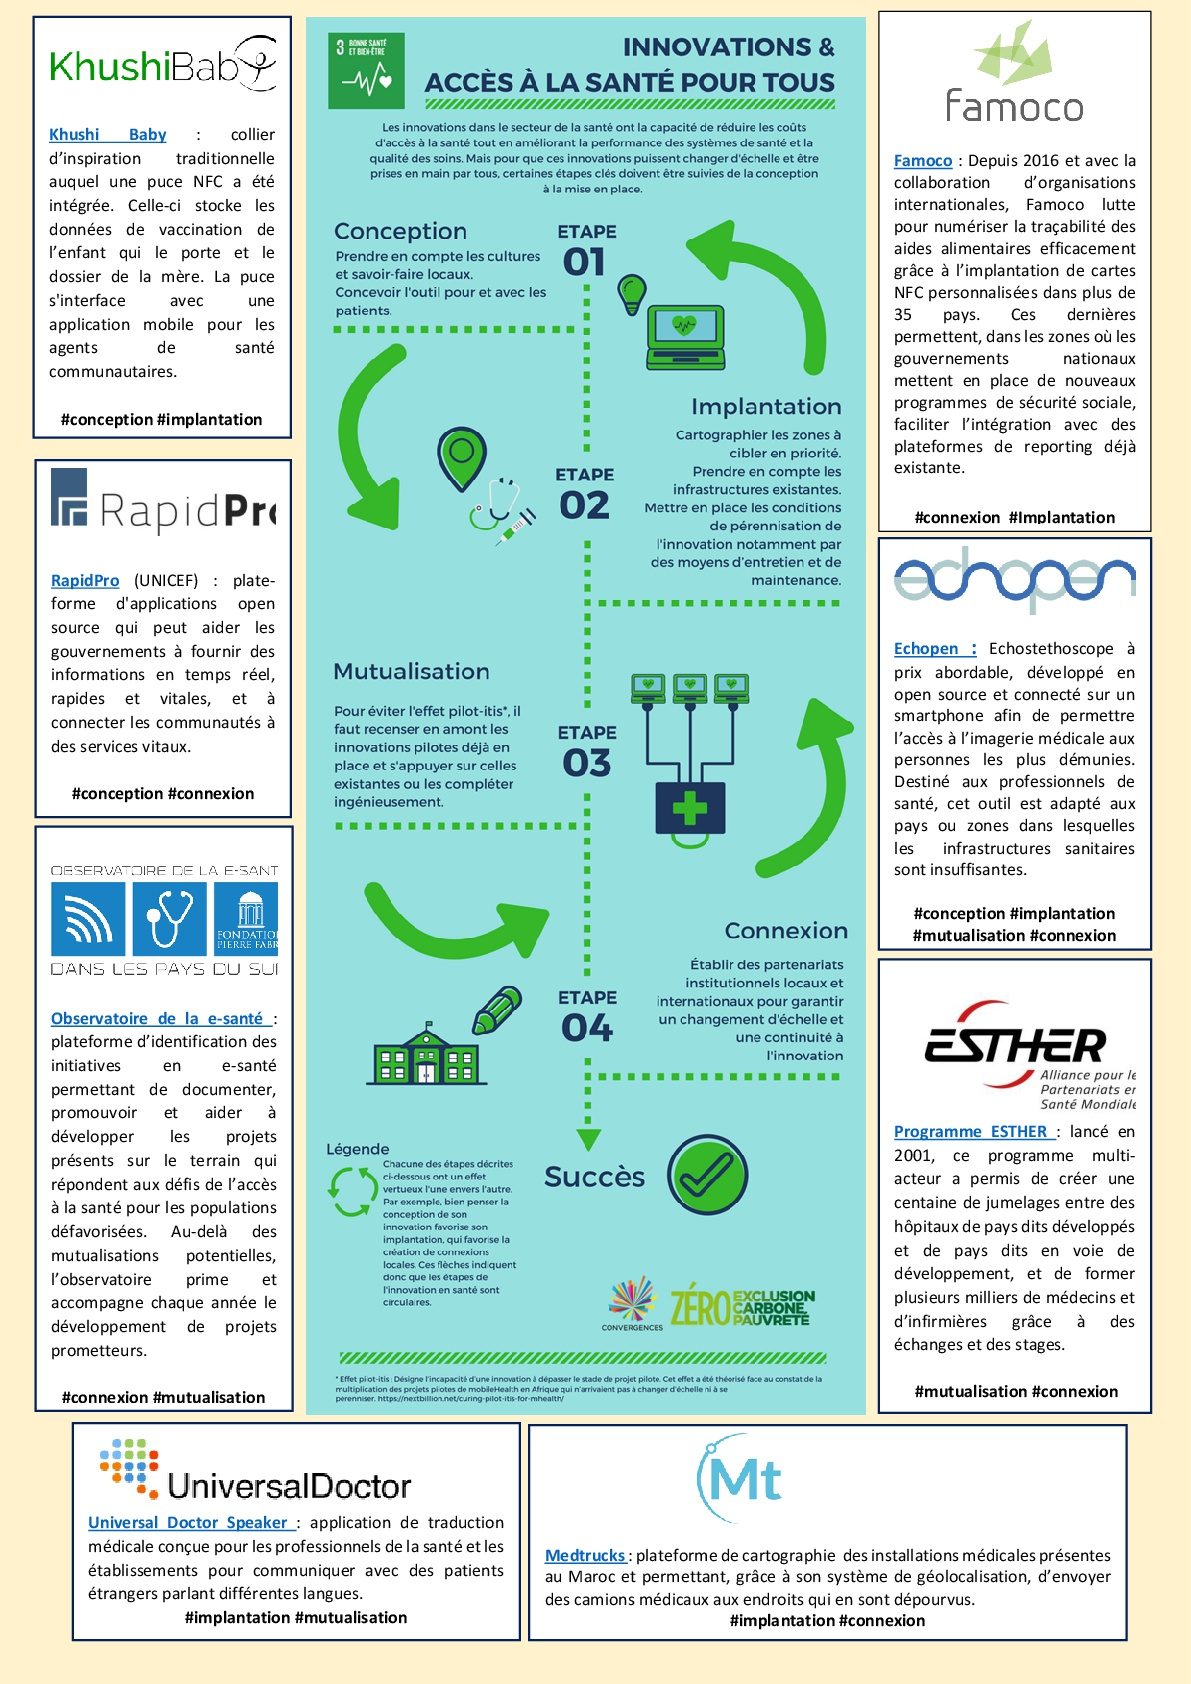 KhushiBaby
Khushi Baby : collier
d’inspiration traditionnelle
auquel une puce NFC a été
intégrée. Celle-ci stocke les
données de vaccination de
l’enfant qui le porte et le
dossier de la mère. La puce
s'interface avec une
application mobile pour les
agents de santé
communautaires.
#conception #implantation
RapidPro
RapidPro (UNICEF) : plate-
forme d'applications open
source qui peut aider les
gouvernements à fournir des
informations en temps réel,
rapides et vitales, et à
connecter les communautés à
des services vitaux.
#conception #connexion
OBSERVATOIRE DE LA E-SANT
FONDATION
PIERRE FABR
DANS LES PAYS DU SU
Observatoire de la e-santé :
plateforme d’identification des
initiatives en e-santé
permettant de documenter,
promouvoir et aider à
développer les projets
présents sur le terrain qui
répondent aux défis de l’accès
à la santé pour les populations
défavorisées. Au-delà des
mutualisations potentielles,
l’observatoire prime et
accompagne chaque année le
développement de projets
prometteurs.
#connexion #mutualisation
3 BONNE SANTÉ
ET BIEN-ÊTRE
INNOVATIONS &
ACCÈS À LA SANTÉ POUR TOUS
Les innovations dans le secteur de la santé ont la capacité de réduire les coûts
d'accès à la santé tout en améliorant la performance des systèmes de santé et la
qualité des soins. Mais pour que ces innovations puissent changer d'échelle et être
prises en main par tous, certaines étapes clés doivent être suivies de la conception
à la mise en place.
Conception
Prendre en compte les cultures
et savoir-faire locaux.
Concevoir l'outil pour et avec les
patients.
ETAPE
01
Implantation
Cartographier les zones à
cibler en priorité.
Prendre en compte les
infrastructures existantes.
Mettre en place les conditions
de pérennisation de
l'innovation notamment par
des moyens d'entretien et de
maintenance.
ETAPE
02
Mutualisation
Pour éviter l'effet pilot-itis*, il
faut recenser en amont les
innovations pilotes déjà en
place et s'appuyer sur celles
existantes ou les compléter
ingénieusement.
ETAPE
03
Connexion
Établir des partenariats
institutionnels locaux et
internationaux pour garantir
un changement d'échelle et
une continuité à
l'innovation
ETAPE
04
Succès
Légende
Chacune des étapes décrites
ci-dessous ont un effet
vertueux l'une envers l'autre.
Par exemple, bien penser la
conception de son
innovation favorise son
implantation, qui favorise la
création de connexions
locales. Ces flèches indiquent
donc que les étapes de
l'innovation en santé sont
circulaires.
CONVERGENCES
ZÉRO EXCLUSION
CARBONE,
PAUVRETÉ
* Effet pilot-itis : Désigne l'incapacité d'une innovation à dépasser le stade de projet pilote. Cet effet a été théorisé face au constat de la
multiplication des projets pilotes de mobileHealth en Afrique qui n'arrivaient pas à changer d'échelle ni à se
perenniser. https://nextbillion.net/curing-pilot-itis-for-mhealth/
Famoco
Famoco : Depuis 2016 et avec la
collaboration d’organisations
internationales, Famoco lutte
pour numériser la traçabilité des
aides alimentaires efficacement
grâce à l’implantation de cartes
NFC personnalisées dans plus de
35 pays. Ces dernières
permettent, dans les zones où les
gouvernements nationaux
mettent en place de nouveaux
programmes de sécurité sociale,
faciliter l’intégration avec des
plateformes de reporting déjà
existante.
#connexion #Implantation
echopen
Echopen : Echostethoscope à
prix abordable, développé en
open source et connecté sur un
smartphone afin de permettre
l’accès à l’imagerie médicale aux
personnes les plus démunies.
Destiné aux professionnels de
santé, cet outil est adapté aux
pays ou zones dans lesquelles
les infrastructures sanitaires
sont insuffisantes.
#conception #implantation
#mutualisation #connexion
ESTHER
Alliance pour le
Partenariats en
Santé Mondiale
Programme ESTHER : lancé en
2001, ce programme multi-
acteur a permis de créer une
centaine de jumelages entre des
hôpitaux de pays dits développés
et de pays dits en voie de
développement, et de former
plusieurs milliers de médecins et
d’infirmières grâce à des
échanges et des stages.
#mutualisation #connexion
UniversalDoctor
Universal Doctor Speaker : application de traduction
médicale conçue pour les professionnels de la santé et les
établissements pour communiquer avec des patients
étrangers parlant différentes langues.
#implantation #mutualisation
Mt
Medtrucks : plateforme de cartographie des installations médicales présentes
au Maroc et permettant, grâce à son système de géolocalisation, d’envoyer
des camions médicaux aux endroits qui en sont dépourvus.
#implantation #connexion